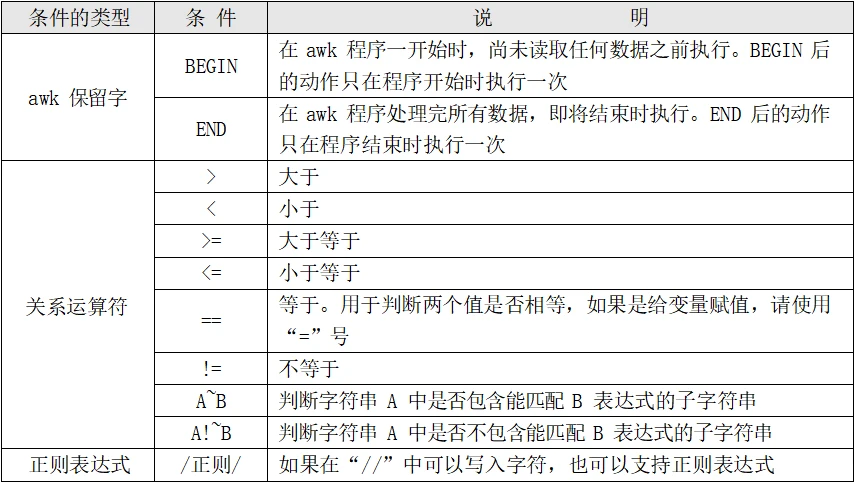 条件的类型 条 件 说 明
awk 保留字
BEGIN
在 awk 程序一开始时，尚未读取任何数据之前执行。BEGIN 后
的动作只在程序开始时执行一次
END
在 awk 程序处理完所有数据，即将结束时执行。END 后的动作
只在程序结束时执行一次
关系运算符
> 大于
< 小于
>= 大于等于
<= 小于等于
==
等于。用于判断两个值是否相等，如果是给变量赋值，请使用
“=”号
!= 不等于
A~B 判断字符串 A 中是否包含能匹配 B 表达式的子字符串
A!~B 判断字符串 A 中是否不包含能匹配 B 表达式的子字符串
正则表达式 /正则/ 如果在“//”中可以写入字符，也可以支持正则表达式